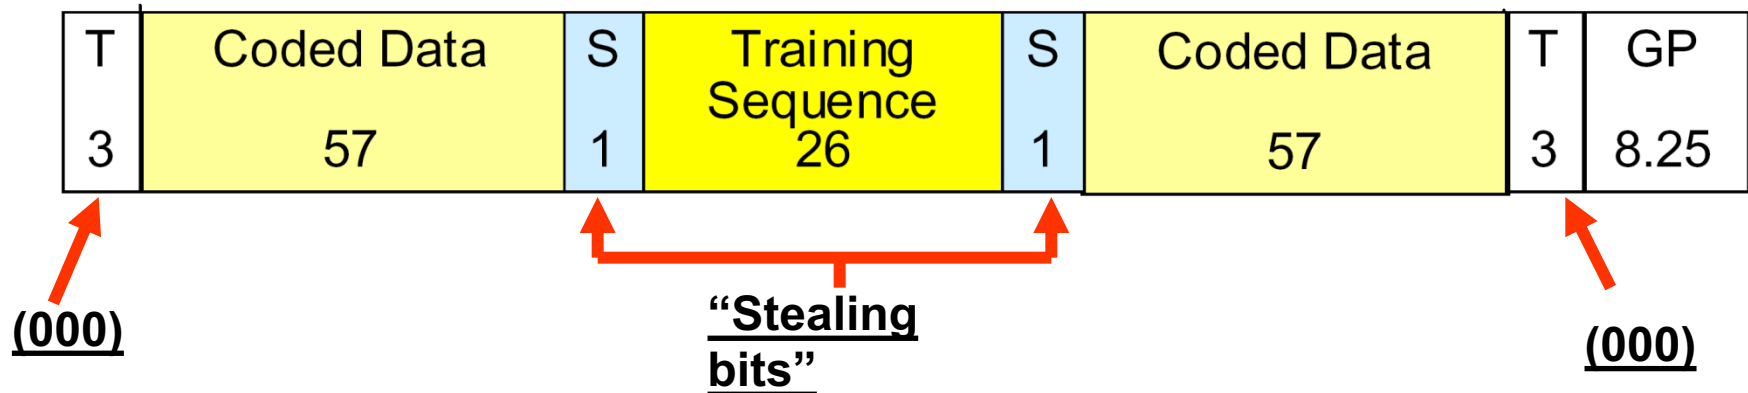 T Coded Data S Training S Coded Data T GP
Sequence
3 57 1 26 1 57 3 8.25
(000) “Stealing (000)
bits”